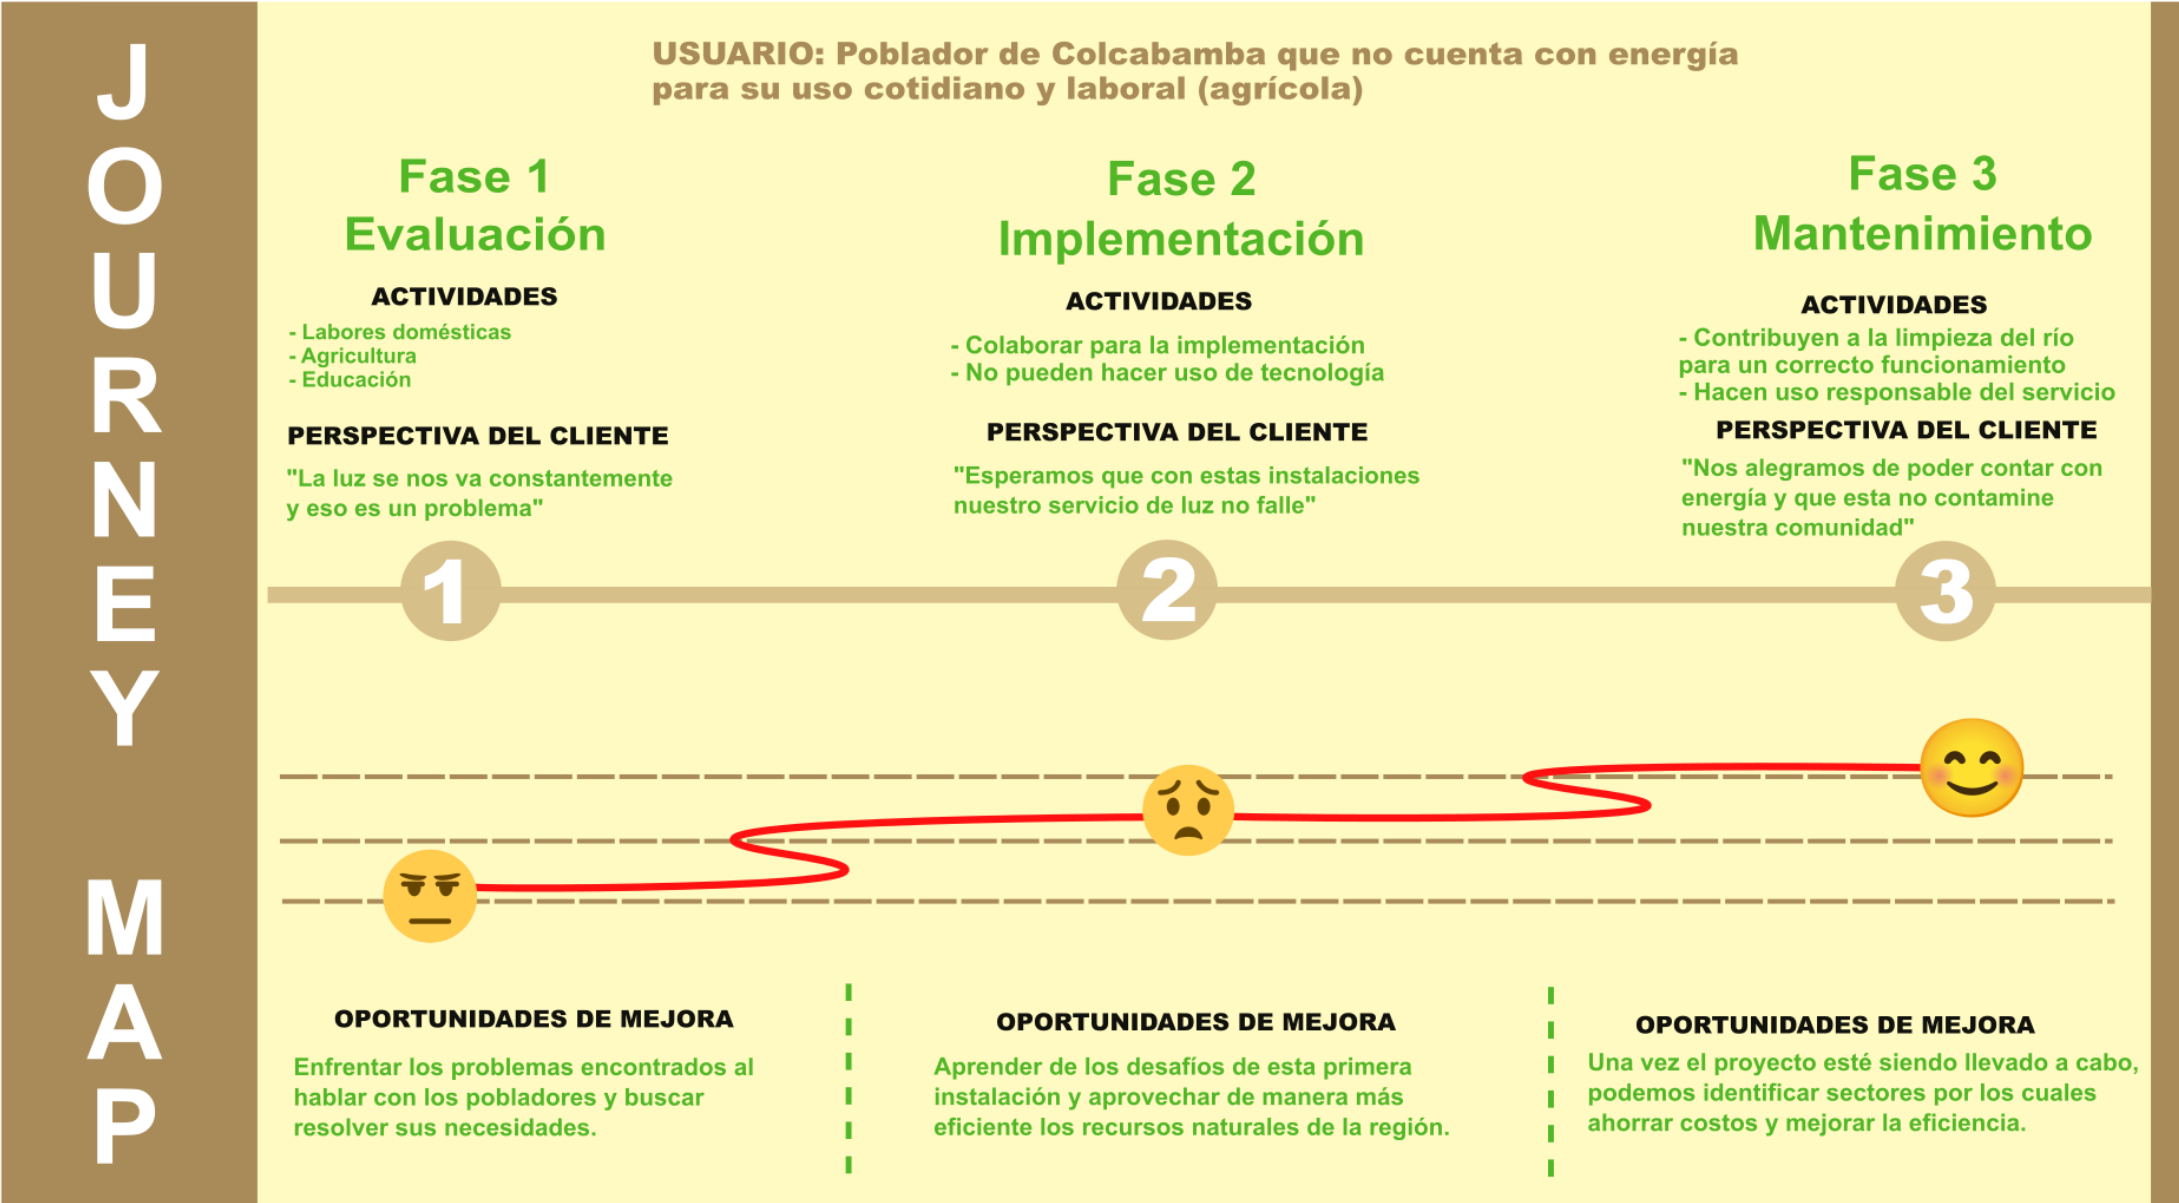 JOURNEY MAP
USUARIO: Poblador de Colcabamba que no cuenta con energía
para su uso cotidiano y laboral (agrícola)
Fase 1
Evaluación
ACTIVIDADES
- Labores domésticas
- Agricultura
- Educación
PERSPECTIVA DEL CLIENTE
"La luz se nos va constantemente
y eso es un problema"
1
Fase 2
Implementación
ACTIVIDADES
- Colaborar para la implementación
- No pueden hacer uso de tecnología
PERSPECTIVA DEL CLIENTE
"Esperamos que con estas instalaciones
nuestro servicio de luz no falle"
2
Fase 3
Mantenimiento
ACTIVIDADES
- Contribuyen a la limpieza del río
para un correcto funcionamiento
- Hacen uso responsable del servicio
PERSPECTIVA DEL CLIENTE
"Nos alegramos de poder contar con
energía y que esta no contamine
nuestra comunidad"
3
OPORTUNIDADES DE MEJORA
Enfrentar los problemas encontrados al
hablar con los pobladores y buscar
resolver sus necesidades.
OPORTUNIDADES DE MEJORA
Aprender de los desafíos de esta primera
instalación y aprovechar de manera más
eficiente los recursos naturales de la región.
OPORTUNIDADES DE MEJORA
Una vez el proyecto esté siendo llevado a cabo,
podemos identificar sectores por los cuales
ahorrar costos y mejorar la eficiencia.